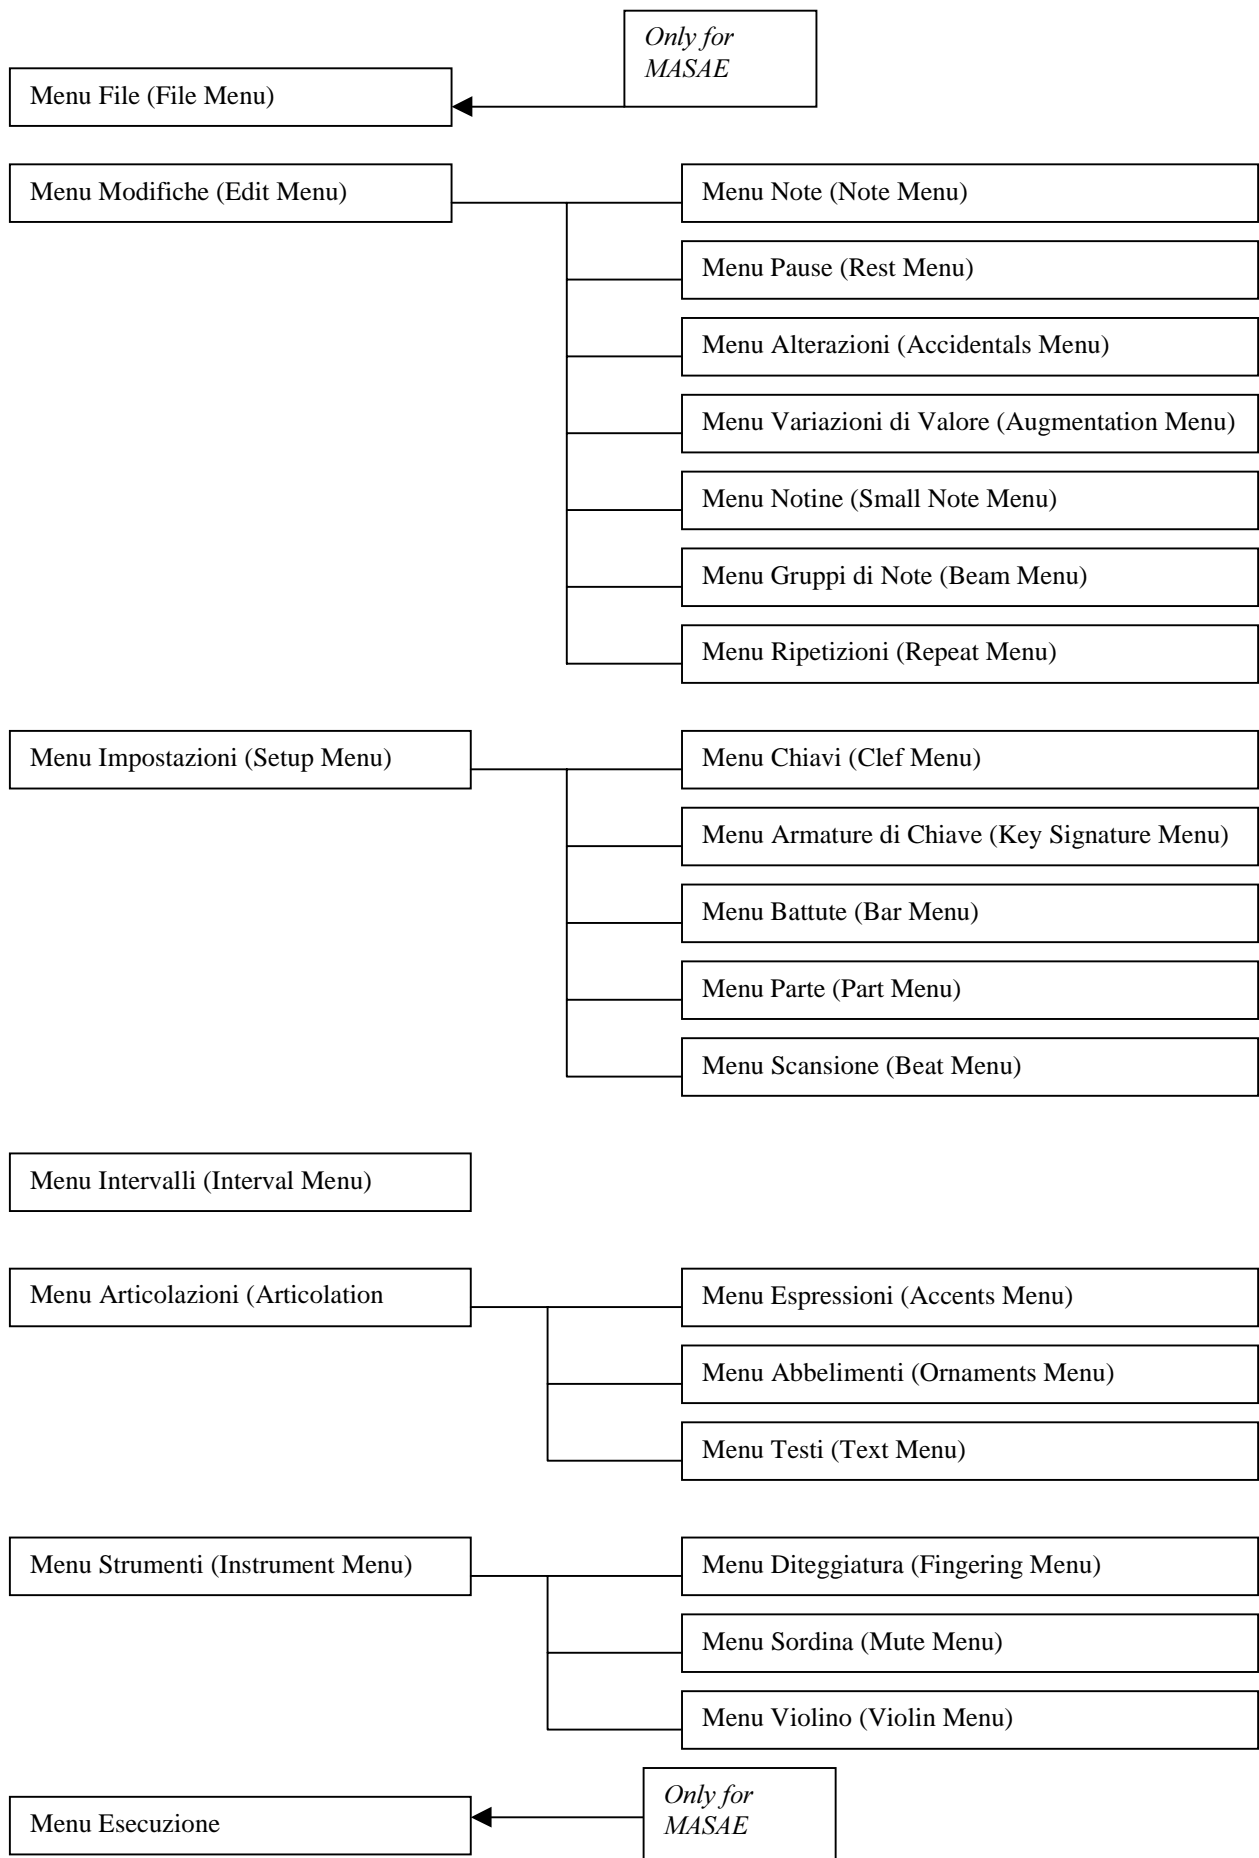 Only for
MASAE
Menu File (File Menu)
Menu Modifiche (Edit Menu)
Menu Note (Note Menu)
Menu Pause (Rest Menu)
Menu Alterazioni (Accidentals Menu)
Menu Variazioni di Valore (Augmentation Menu)
Menu Notine (Small Note Menu)
Menu Gruppi di Note (Beam Menu)
Menu Ripetizioni (Repeat Menu)
Menu Impostazioni (Setup Menu)
Menu Chiavi (Clef Menu)
Menu Armature di Chiave (Key Signature Menu)
Menu Battute (Bar Menu)
Menu Parte (Part Menu)
Menu Scansione (Beat Menu)
Menu Intervalli (Interval Menu)
Menu Articolazioni (Articolation
Menu Espressioni (Accents Menu)
Menu Abbelimenti (Ornaments Menu)
Menu Testi (Text Menu)
Menu Strumenti (Instrument Menu)
Menu Diteggiatura (Fingering Menu)
Menu Sordina (Mute Menu)
Menu Violino (Violin Menu)
Only for
MASAE
Menu Esecuzione